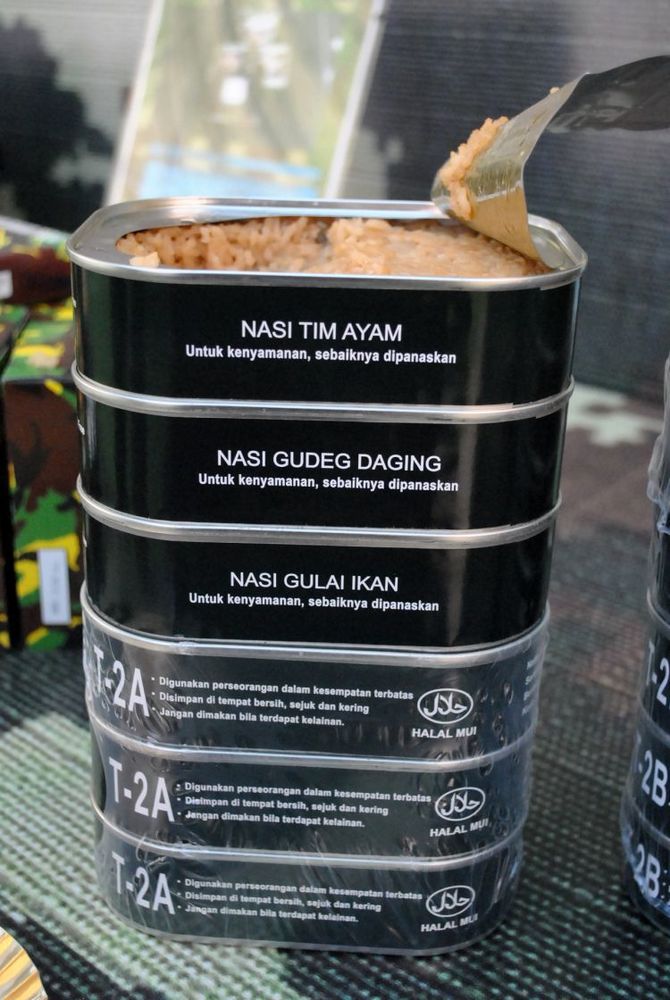 NASI TIM AYAM
Untuk kenyamanan, sebaiknya dipanaskan
NASI GUDEG DAGING
Untuk kenyamanan, sebaiknya dipanaskan
NASI GULAI IKAN
Untuk kenyamanan, sebaiknya dipanaskan
T-2A
· Digunakan perseorangan dalam kesempatan terbatas
· Disimpan di tempat bersih, sejuk dan kering
· Jangan dimakan bila terdapat kelainan.
حلال
HALAL MUI
T-2A
· Digunakan perseorangan dalam kesempatan terbatas
· Disimpan di tempat bersih, sejuk dan kering
· Jangan dimakan bila terdapat kelainan.
حلال
HALAL MUI
T-2A
· Digunakan perseorangan dalam kesempatan terbatas
· Disimpan di tempat bersih, sejuk dan kering
· Jangan dimakan bila terdapat kelainan.
حلال
HALAL MUI
-2B
2B